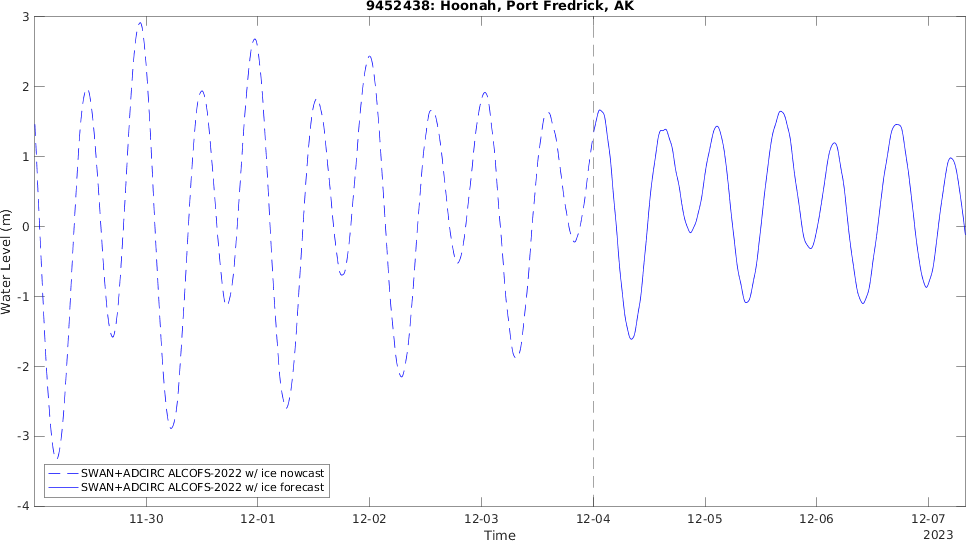 9452438: Hoonah, Port Fredrick, AK
3
2
1
0
-1
-2
-3
-4
Water Level (m)
SWAN+ADCIRC ALCOFS-2022 w/ ice nowcast
SWAN+ADCIRC ALCOFS-2022 w/ ice forecast
11-30 12-01 12-02 12-03 12-04 12-05 12-06 12-07
Time 2023